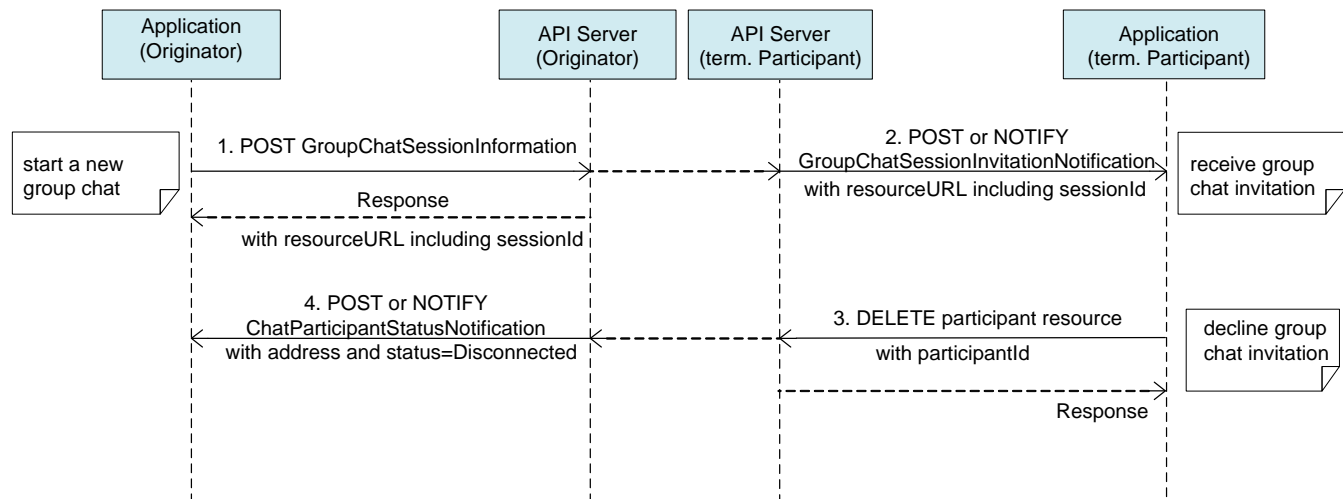 Application
(Originator)
API Server
(Originator)
API Server
(term. Participant)
Application
(term. Participant)
start a new
group chat
1. POST GroupChatSessionInformation
2. POST or NOTIFY
GroupChatSessionInvitationNotification
with resourceURL including sessionId
receive group
chat invitation
Response
with resourceURL including sessionId
4. POST or NOTIFY
ChatParticipantStatusNotification
with address and status=Disconnected
3. DELETE participant resource
with participantId
decline group
chat invitation
Response